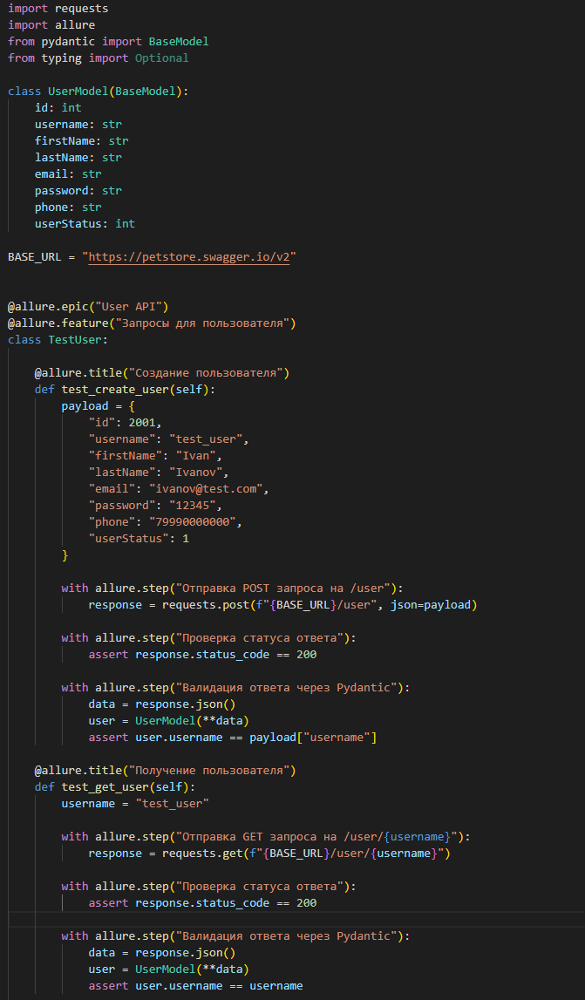 import requests
import allure
from pydantic import BaseModel
from typing import Optional
class UserModel(BaseModel):
id: int
username: str
firstName: str
lastName: str
email: str
password: str
phone: str
userStatus: int
BASE_URL = "https://petstore.swagger.io/v2"
@allure.epic("User API")
@allure.feature("Запросы для пользователя")
class TestUser:
@allure.title("Создание пользователя")
def test_create_user(self):
payload = {
"id": 2001,
"username": "test_user",
"firstName": "Ivan",
"lastName": "Ivanov",
"email": "ivanov@test.com",
"password": "12345",
"phone": "79990000000",
"userStatus": 1
}
with allure.step("Отправка POST запроса на /user"):
response = requests.post(f"{BASE_URL}/user", json=payload)
with allure.step("Проверка статуса ответа"):
assert response.status_code == 200
with allure.step("Валидация ответа через Pydantic"):
data = response.json()
user = UserModel(**data)
assert user.username == payload["username"]
@allure.title("Получение пользователя")
def test_get_user(self):
username = "test_user"
with allure.step("Отправка GET запроса на /user/{username}"):
response = requests.get(f"{BASE_URL}/user/{username}")
with allure.step("Проверка статуса ответа"):
assert response.status_code == 200
with allure.step("Валидация ответа через Pydantic"):
data = response.json()
user = UserModel(**data)
assert user.username == username